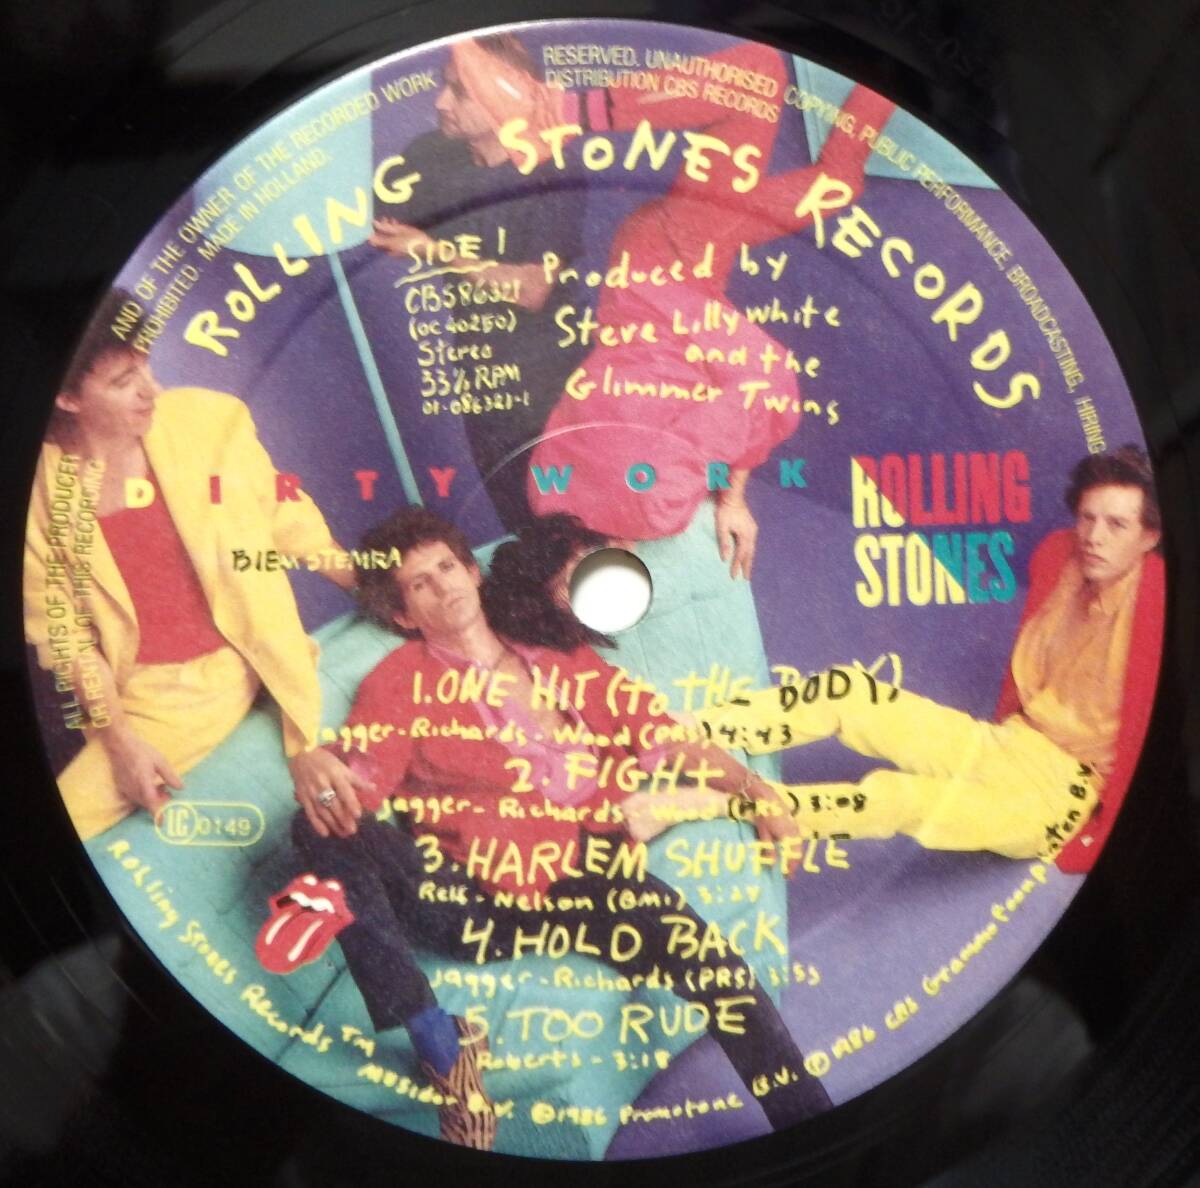 ALL RIGHTS OF THE PRODUCER AND OF THE OWNER OF THE RECORDED WORK RESERVED. UNAUTHORISED COPYING, PUBLIC PERFORMANCE, BROADCASTING, HIRING
OR RENTAL OF THIS RECORDING PROHIBITED. MADE IN HOLLAND. DISTRIBUTION CBS RECORDS
ROLLING STONES RECORDS
SIDE 1
CBS86321
(OC 40250)
Stereo
33⅓ RPM
01-086321-1
Produced by
Steve Lillywhite
and the
Glimmer Twins
DIRTY WORK
ROLLING
STONES
BIEM-STEMRA
1. ONE HIT (To tHE BODY)
Jagger-Richards-Wood (PRS) 4:43
2. FIGHt
Jagger-Richards-Wood (PRS) 3:08
3. HARLEM SHUFFLE
Relf-Nelson (BMI) 3:24
4. HOLD BACK
Jagger-Richards (PRS) 3:53
5. TOO RUDE
Roberts - 3:18
LC 0149
Rolling Stones Records TM Musidor B.V. ©1986 Promotone B.V. ℗1986 CBS Grammofoonplaten B.V.